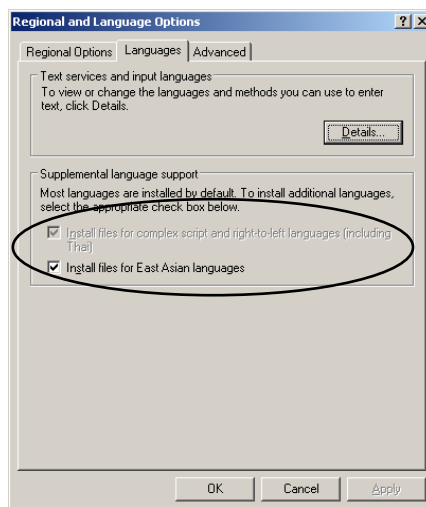 Regional and Language Options
Regional Options Languages Advanced
Text services and input languages
To view or change the languages and methods you can use to enter
text, click Details.
Details...
Supplemental language support
Most languages are installed by default. To install additional languages,
select the appropriate check box below.
Install files for complex script and right-to-left languages (including
Thai)
Install files for East Asian languages
OK Cancel Apply